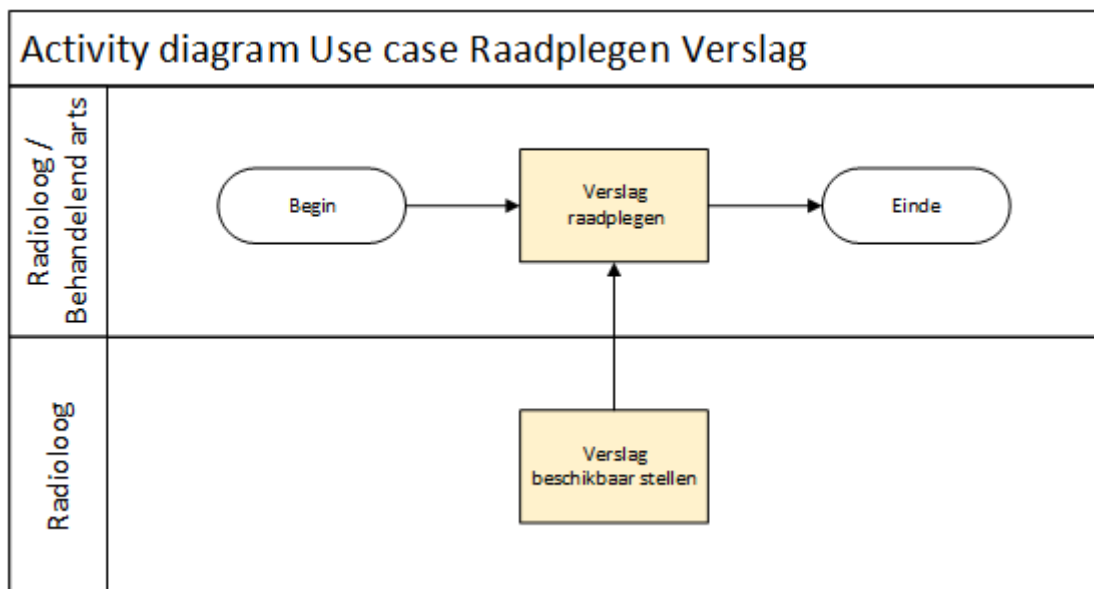 Activity diagram Use case Raadplegen Verslag
Radioloog /
Behandelend arts
Begin
Verslag
raadplegen
Einde
Radioloog
Verslag
beschikbaar stellen